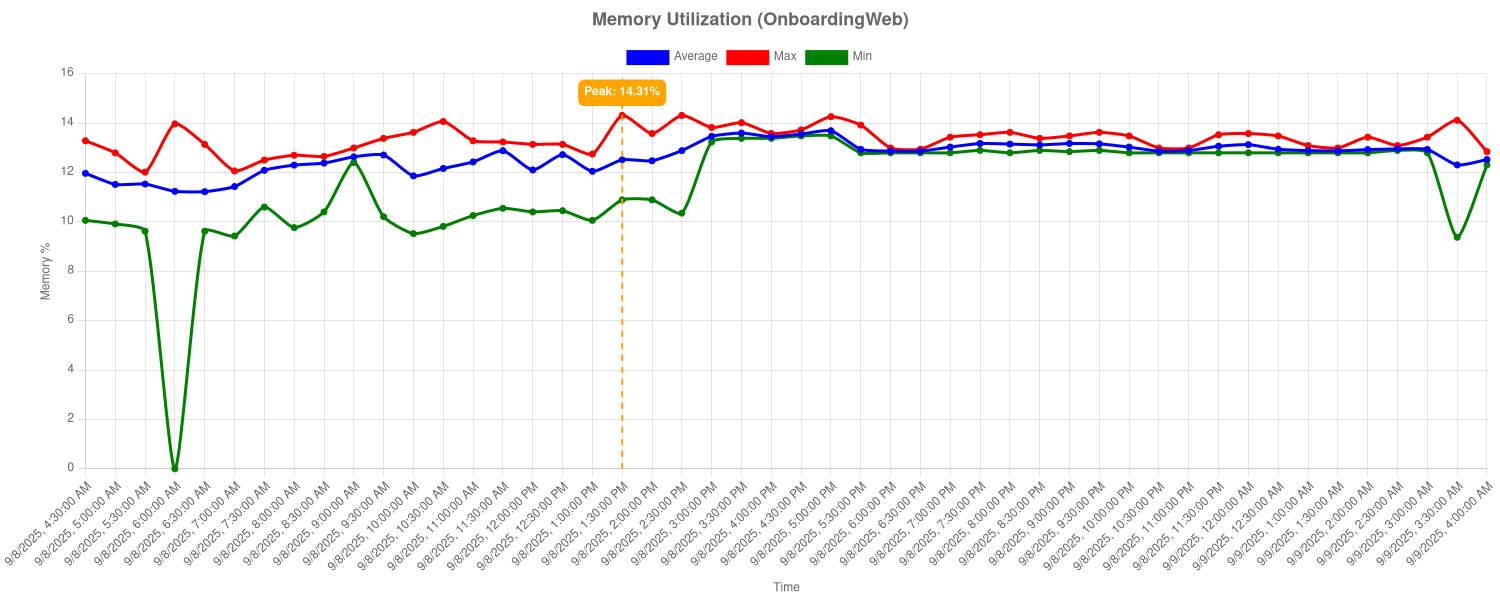 Memory Utilization (OnboardingWeb)
Average Max Min
Peak: 14.31%
16
14
12
10
8
6
4
2
0
Memory %
9/8/2025, 4:30:00 AM
9/8/2025, 5:00:00 AM
9/8/2025, 5:30:00 AM
9/8/2025, 6:00:00 AM
9/8/2025, 6:30:00 AM
9/8/2025, 7:00:00 AM
9/8/2025, 7:30:00 AM
9/8/2025, 8:00:00 AM
9/8/2025, 8:30:00 AM
9/8/2025, 9:00:00 AM
9/8/2025, 9:30:00 AM
9/8/2025, 10:00:00 AM
9/8/2025, 10:30:00 AM
9/8/2025, 11:00:00 AM
9/8/2025, 11:30:00 AM
9/8/2025, 12:00:00 PM
9/8/2025, 12:30:00 PM
9/8/2025, 1:00:00 PM
9/8/2025, 1:30:00 PM
9/8/2025, 2:00:00 PM
9/8/2025, 2:30:00 PM
9/8/2025, 3:00:00 PM
9/8/2025, 3:30:00 PM
9/8/2025, 4:00:00 PM
9/8/2025, 4:30:00 PM
9/8/2025, 5:00:00 PM
9/8/2025, 5:30:00 PM
9/8/2025, 6:00:00 PM
9/8/2025, 6:30:00 PM
9/8/2025, 7:00:00 PM
9/8/2025, 7:30:00 PM
9/8/2025, 8:00:00 PM
9/8/2025, 8:30:00 PM
9/8/2025, 9:00:00 PM
9/8/2025, 9:30:00 PM
9/8/2025, 10:00:00 PM
9/8/2025, 10:30:00 PM
9/8/2025, 11:00:00 PM
9/8/2025, 11:30:00 PM
9/9/2025, 12:00:00 AM
9/9/2025, 12:30:00 AM
9/9/2025, 1:00:00 AM
9/9/2025, 1:30:00 AM
9/9/2025, 2:00:00 AM
9/9/2025, 2:30:00 AM
9/9/2025, 3:00:00 AM
9/9/2025, 3:30:00 AM
9/9/2025, 4:00:00 AM
Time